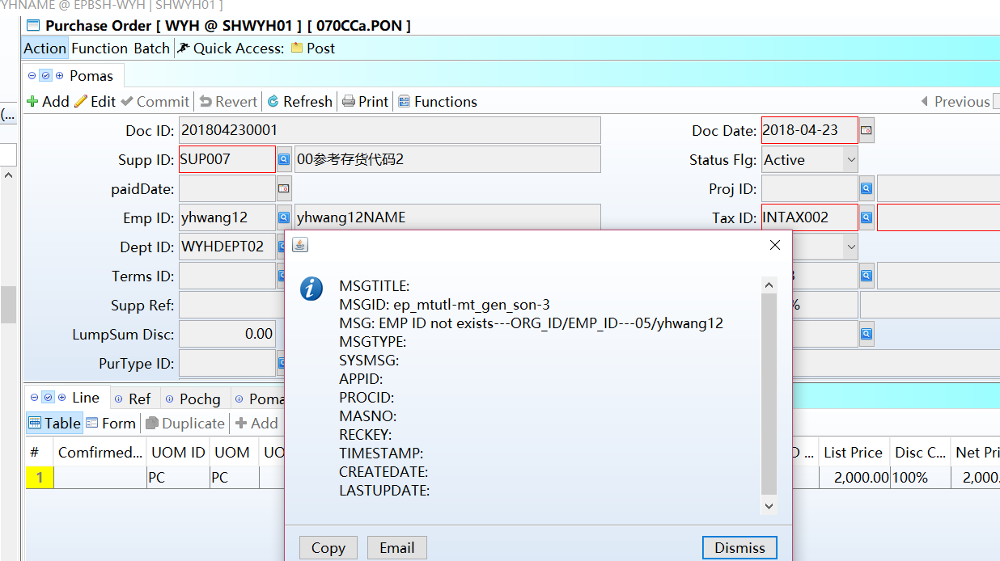 YHNAME @ EPBSH-WYH | SHWYH01 ]
Purchase Order [ WYH @ SHWYH01 ] [ 070CCa.PON ]
Action Function Batch Quick Access: Post
Pomas
Add Edit Commit Revert Refresh Print Functions Previous
(...
Doc ID: 201804230001 Doc Date: 2018-04-23
Supp ID: SUP007 00参考存货代码2 Status Flg: Active
paidDate: Proj ID:
Emp ID: yhwang12 yhwang12NAME Tax ID: INTAX002
Dept ID: WYHDEPT02
Terms ID:
Supp Ref: %
LumpSum Disc: 0.00
PurType ID:
MSGTITLE:
MSGID: ep_mtutl-mt_gen_son-3
MSG: EMP ID not exists---ORG_ID/EMP_ID---05/yhwang12
MSGTYPE:
SYSMSG:
APPID:
PROCID:
MASNO:
RECKEY:
TIMESTAMP:
CREATEDATE:
LASTUPDATE:
Copy Email Dismiss
Line Ref Pochg Poma
Table Form Duplicate Add
# Comfirmed... UOM ID UOM UO D ... List Price Disc C... Net Pri
1 PC PC 2,000.00 100% 2,000.